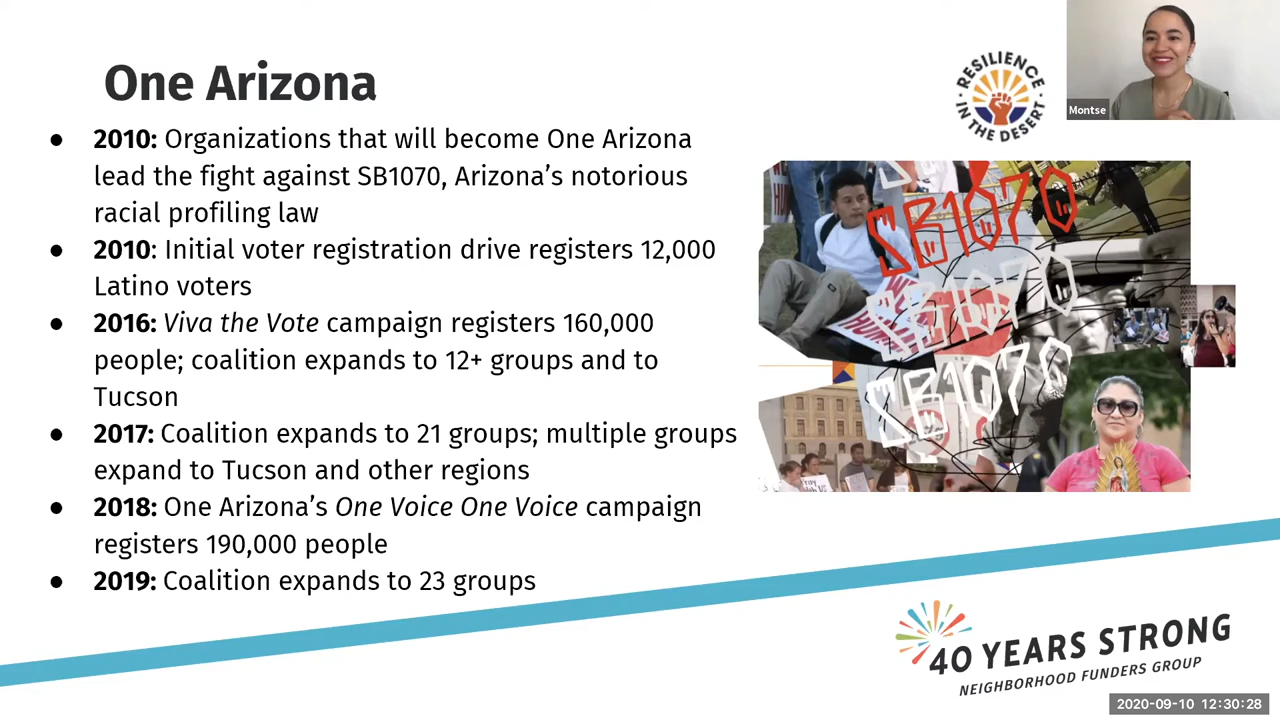 One Arizona
RESILIENCE
IN THE DESERT
Montse
● 2010: Organizations that will become One Arizona
lead the fight against SB1070, Arizona’s notorious
racial profiling law
● 2010: Initial voter registration drive registers 12,000
Latino voters
● 2016: Viva the Vote campaign registers 160,000
people; coalition expands to 12+ groups and to
Tucson
● 2017: Coalition expands to 21 groups; multiple groups
expand to Tucson and other regions
● 2018: One Arizona’s One Voice One Voice campaign
registers 190,000 people
● 2019: Coalition expands to 23 groups
SB1070
SB1070
SB1070
40 YEARS STRONG
NEIGHBORHOOD FUNDERS GROUP
2020-09-10 12:30:28